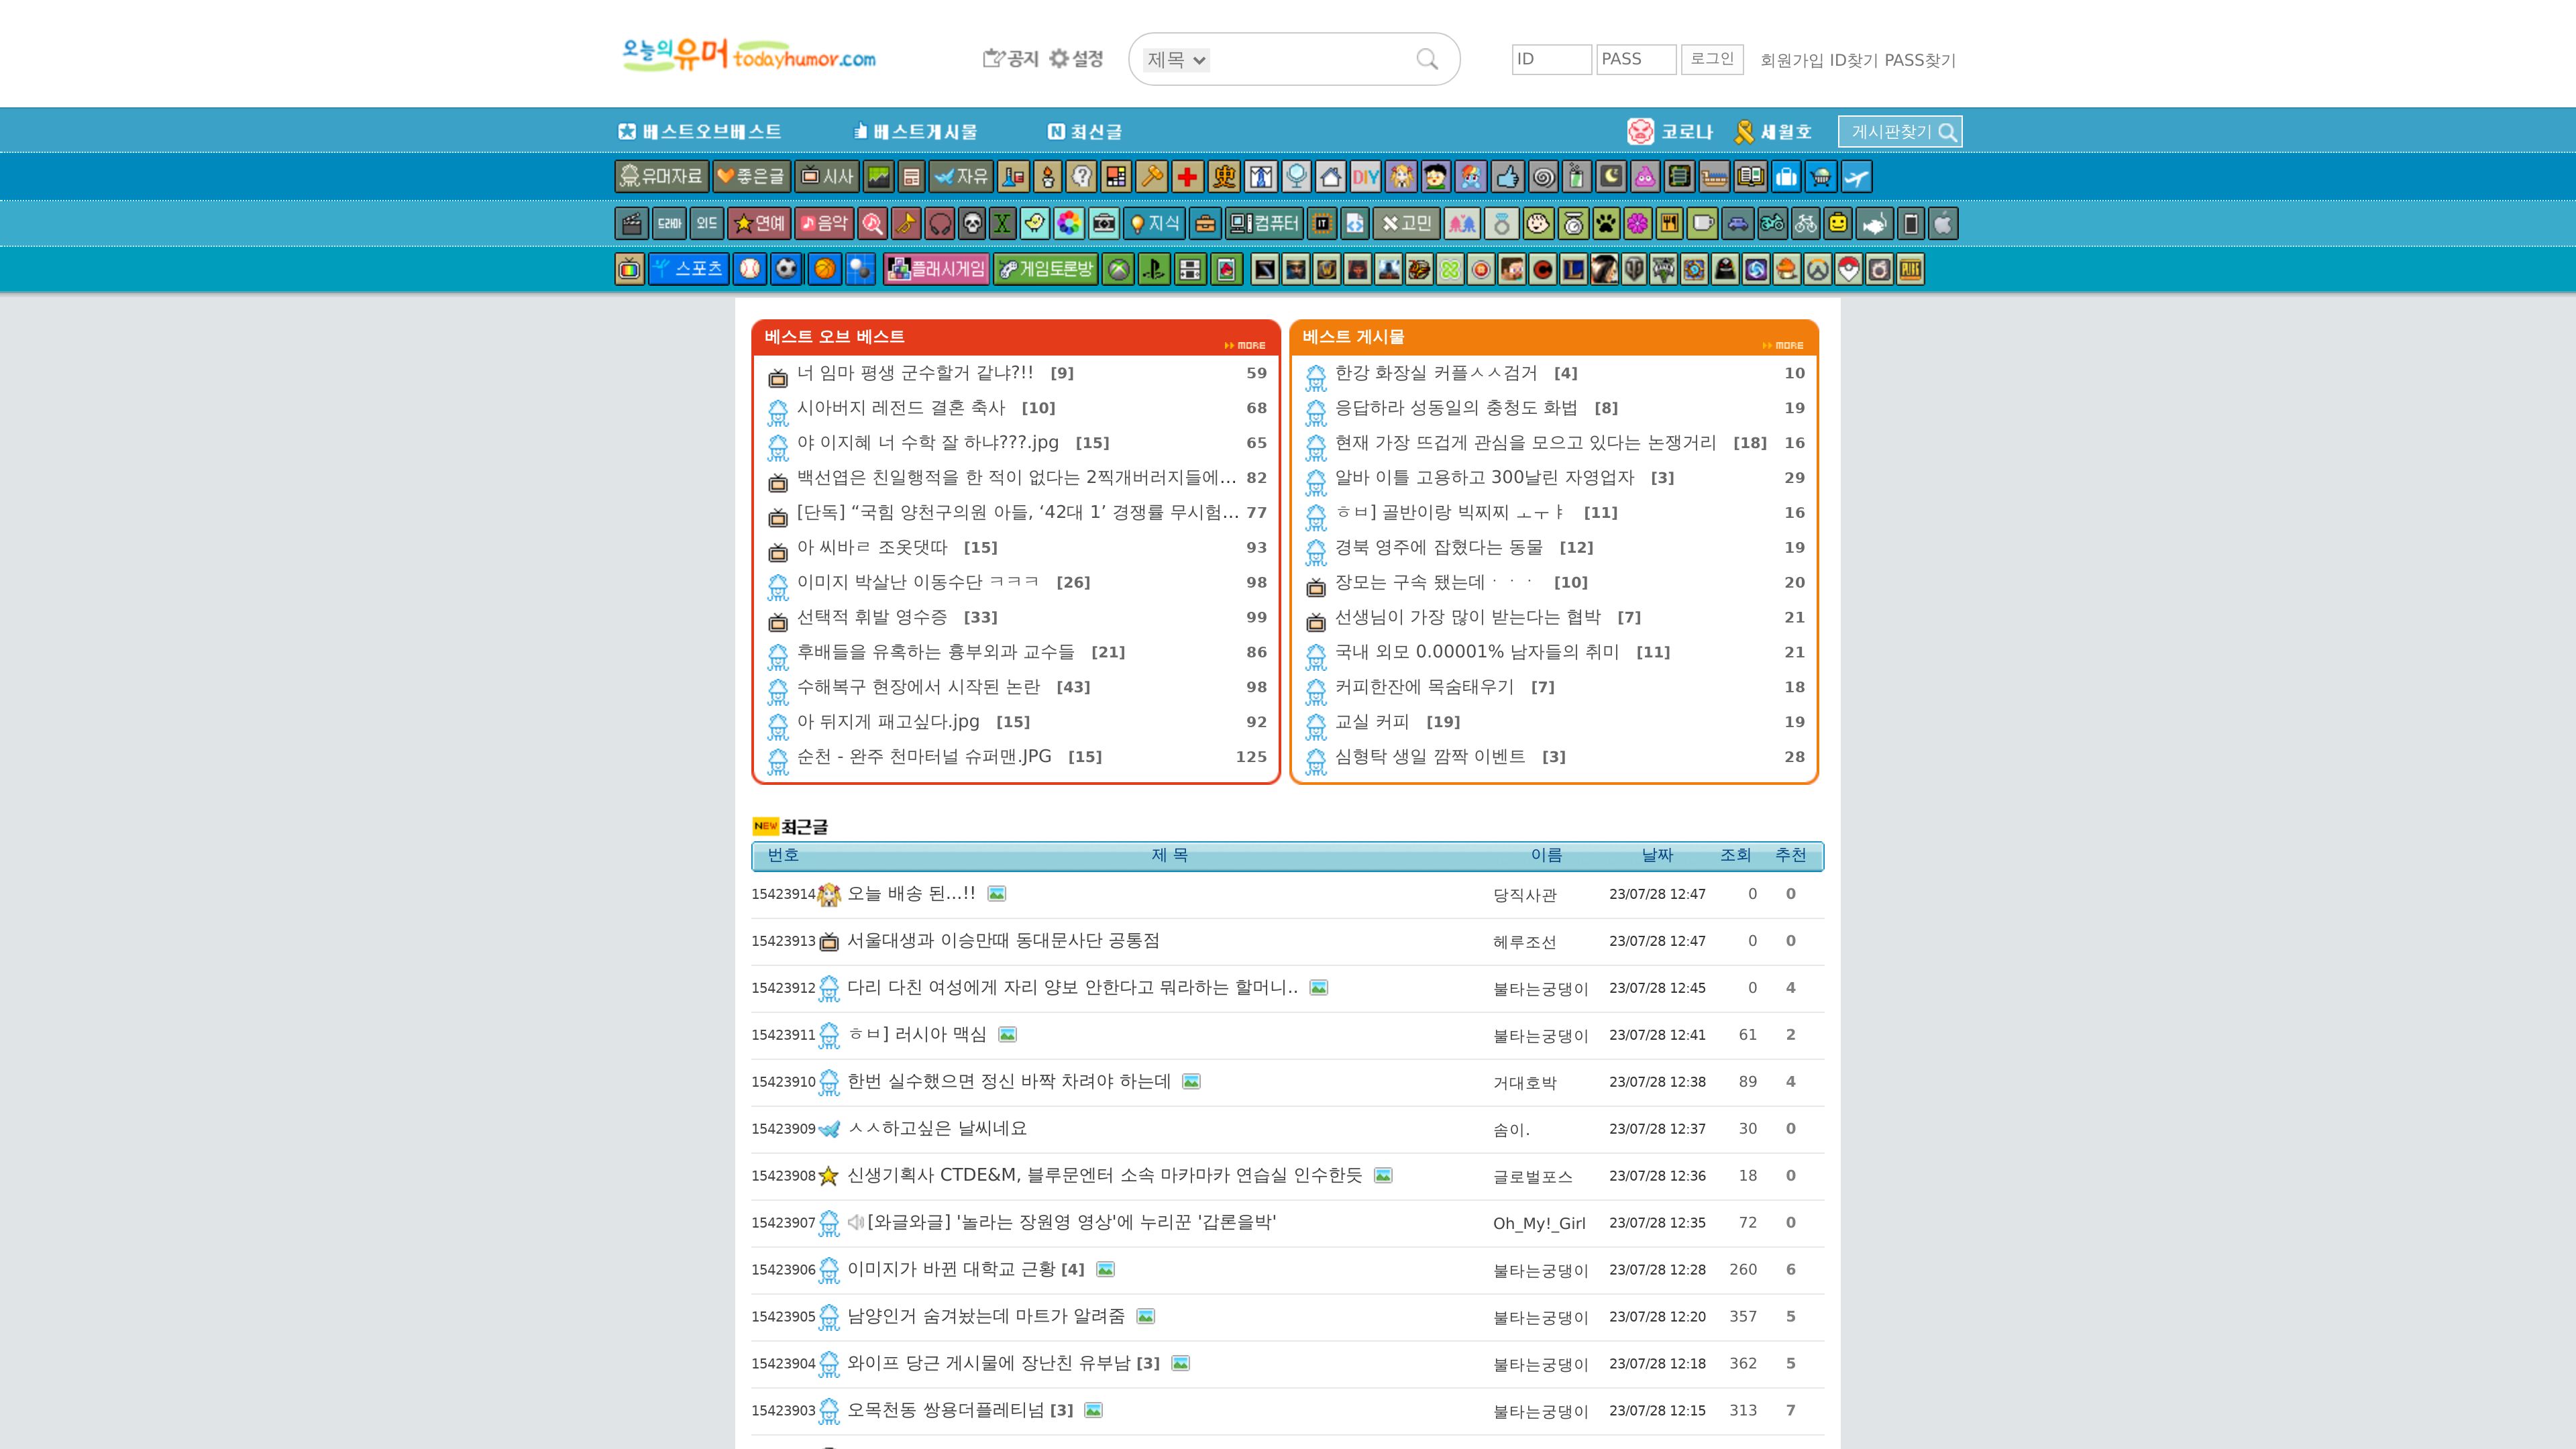 오늘의유머 todayhumor.com
공지 설정
제목
ID PASS 로그인 회원가입 ID찾기 PASS찾기
베스트오브베스트 베스트게시물 N 최신글 코로나 세월호 게시판찾기
유머자료 좋은글 시사 자유 DIY
드라마 외드 연예 음악 지식 컴퓨터 IT 고민
스포츠 플래시게임 게임토론방
베스트 오브 베스트 MORE
너 임마 평생 군수할거 같냐?!! [9] 59
시아버지 레전드 결혼 축사 [10] 68
야 이지혜 너 수학 잘 하냐???.jpg [15] 65
백선엽은 친일행적을 한 적이 없다는 2찍개버러지들에... 82
[단독] “국힘 양천구의원 아들, ‘42대 1’ 경쟁률 무시험... 77
아 씨바ㄹ 조옷댓따 [15] 93
이미지 박살난 이동수단 ㅋㅋㅋ [26] 98
선택적 휘발 영수증 [33] 99
후배들을 유혹하는 흉부외과 교수들 [21] 86
수해복구 현장에서 시작된 논란 [43] 98
아 뒤지게 패고싶다.jpg [15] 92
순천 - 완주 천마터널 슈퍼맨.JPG [15] 125
베스트 게시물 MORE
한강 화장실 커플ㅅㅅ검거 [4] 10
응답하라 성동일의 충청도 화법 [8] 19
현재 가장 뜨겁게 관심을 모으고 있다는 논쟁거리 [18] 16
알바 이틀 고용하고 300날린 자영업자 [3] 29
ㅎㅂ] 골반이랑 빅찌찌 ㅗㅜㅑ [11] 16
경북 영주에 잡혔다는 동물 [12] 19
장모는 구속 됐는데ㆍㆍㆍ [10] 20
선생님이 가장 많이 받는다는 협박 [7] 21
국내 외모 0.00001% 남자들의 취미 [11] 21
커피한잔에 목숨태우기 [7] 18
교실 커피 [19] 19
심형탁 생일 깜짝 이벤트 [3] 28
NEW 최근글
번호 제 목 이름 날짜 조회 추천
15423914 오늘 배송 된...!! 당직사관 23/07/28 12:47 0 0
15423913 서울대생과 이승만때 동대문사단 공통점 헤루조선 23/07/28 12:47 0 0
15423912 다리 다친 여성에게 자리 양보 안한다고 뭐라하는 할머니.. 불타는궁댕이 23/07/28 12:45 0 4
15423911 ㅎㅂ] 러시아 맥심 불타는궁댕이 23/07/28 12:41 61 2
15423910 한번 실수했으면 정신 바짝 차려야 하는데 거대호박 23/07/28 12:38 89 4
15423909 ㅅㅅ하고싶은 날씨네요 솜이. 23/07/28 12:37 30 0
15423908 신생기획사 CTDE&M, 블루문엔터 소속 마카마카 연습실 인수한듯 글로벌포스 23/07/28 12:36 18 0
15423907 [와글와글] '놀라는 장원영 영상'에 누리꾼 '갑론을박' Oh_My!_Girl 23/07/28 12:35 72 0
15423906 이미지가 바뀐 대학교 근황 [4] 불타는궁댕이 23/07/28 12:28 260 6
15423905 남양인거 숨겨놨는데 마트가 알려줌 불타는궁댕이 23/07/28 12:20 357 5
15423904 와이프 당근 게시물에 장난친 유부남 [3] 불타는궁댕이 23/07/28 12:18 362 5
15423903 오목천동 쌍용더플레티넘 [3] 불타는궁댕이 23/07/28 12:15 313 7